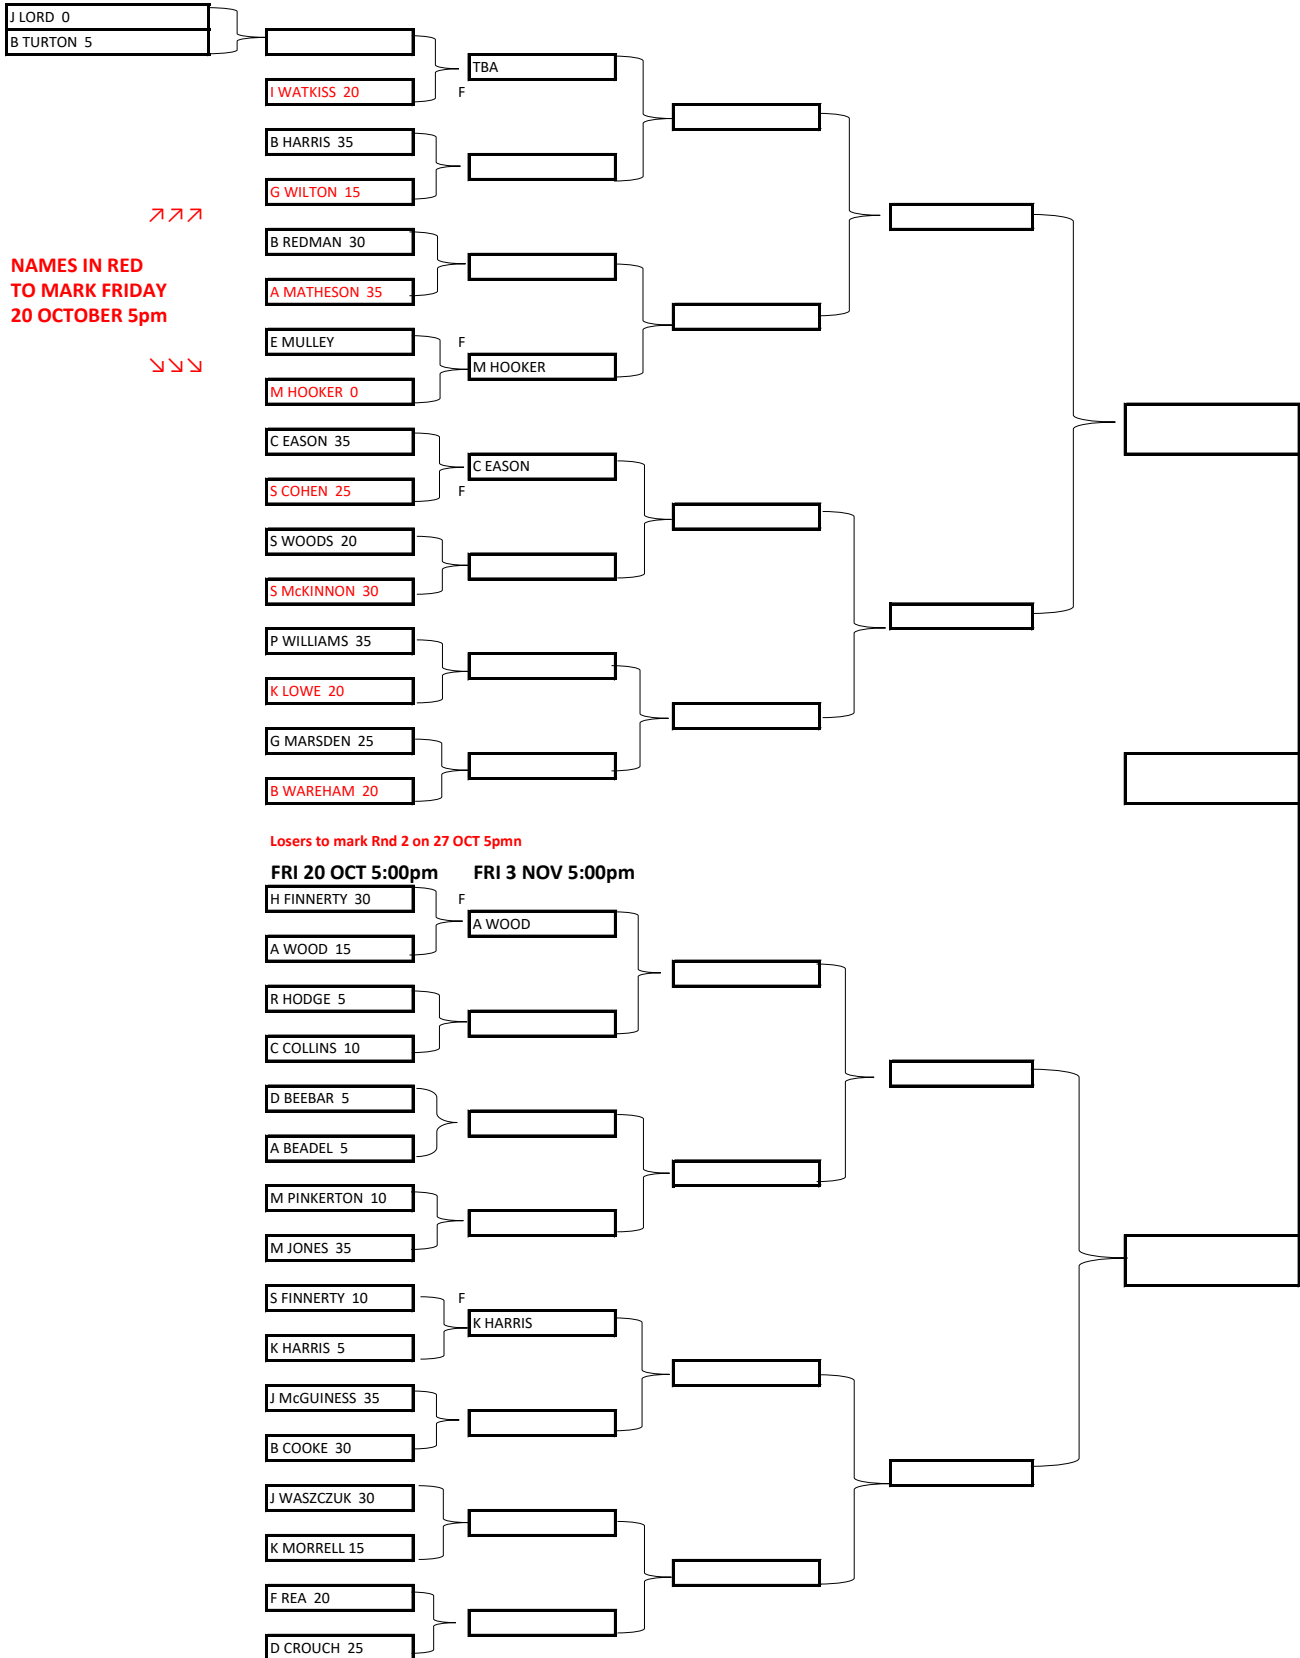 J LORD  0
B TURTON  5
TBA
I WATKISS  20
F
B HARRIS  35
G WILTON  15
↗↗↗
B REDMAN  30
NAMES IN RED
TO MARK FRIDAY
20 OCTOBER 5pm
A MATHESON  35
E MULLEY
F
↘↘↘
M HOOKER
M HOOKER  0
C EASON  35
C EASON
S COHEN  25
F
S WOODS  20
S McKINNON  30
P WILLIAMS  35
K LOWE  20
G MARSDEN  25
B WAREHAM  20
Losers to mark Rnd 2 on 27 OCT 5pmn
FRI 20 OCT 5:00pm FRI 3 NOV 5:00pm
H FINNERTY  30
F
A WOOD
A WOOD  15
R HODGE  5
C COLLINS  10
D BEEBAR  5
A BEADEL  5
M PINKERTON  10
M JONES  35
S FINNERTY  10
F
K HARRIS
K HARRIS  5
J McGUINESS  35
B COOKE  30
J WASZCZUK  30
K MORRELL 15
F REA  20
D CROUCH  25